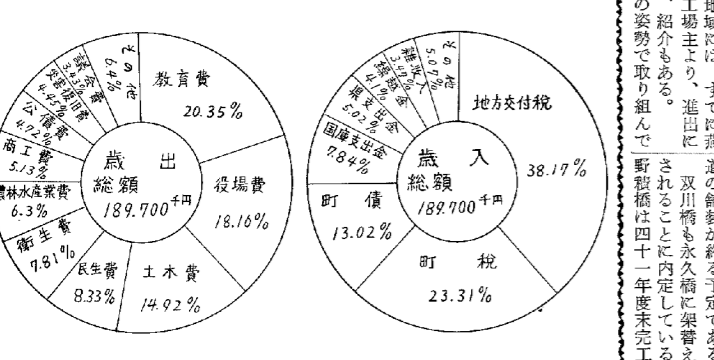 教育費
20.35%
役場費
18.16%
土木費
14.92%
民生費
8.33%
衛生費
7.81%
農林水産業費
6.3%
商工費
5.13%
公債費
4.72%
災害復旧費
4.45%
議会費
3.43%
その他
6.4%
歳出
総額
189.700千円
地方交付税
38.17%
町税
23.31%
町債
13.02%
国庫支出金
7.84%
県支出金
5.02%
繰越金
4.1%
雑収入
3.47%
その他
5.07%
歳入
総額
189.700千円
工場主より、進出に
、紹介もある。
の姿勢で取り組んで
双川橋も永久橋に架替え
されることに内定している
野積橋は四十一年度末完工